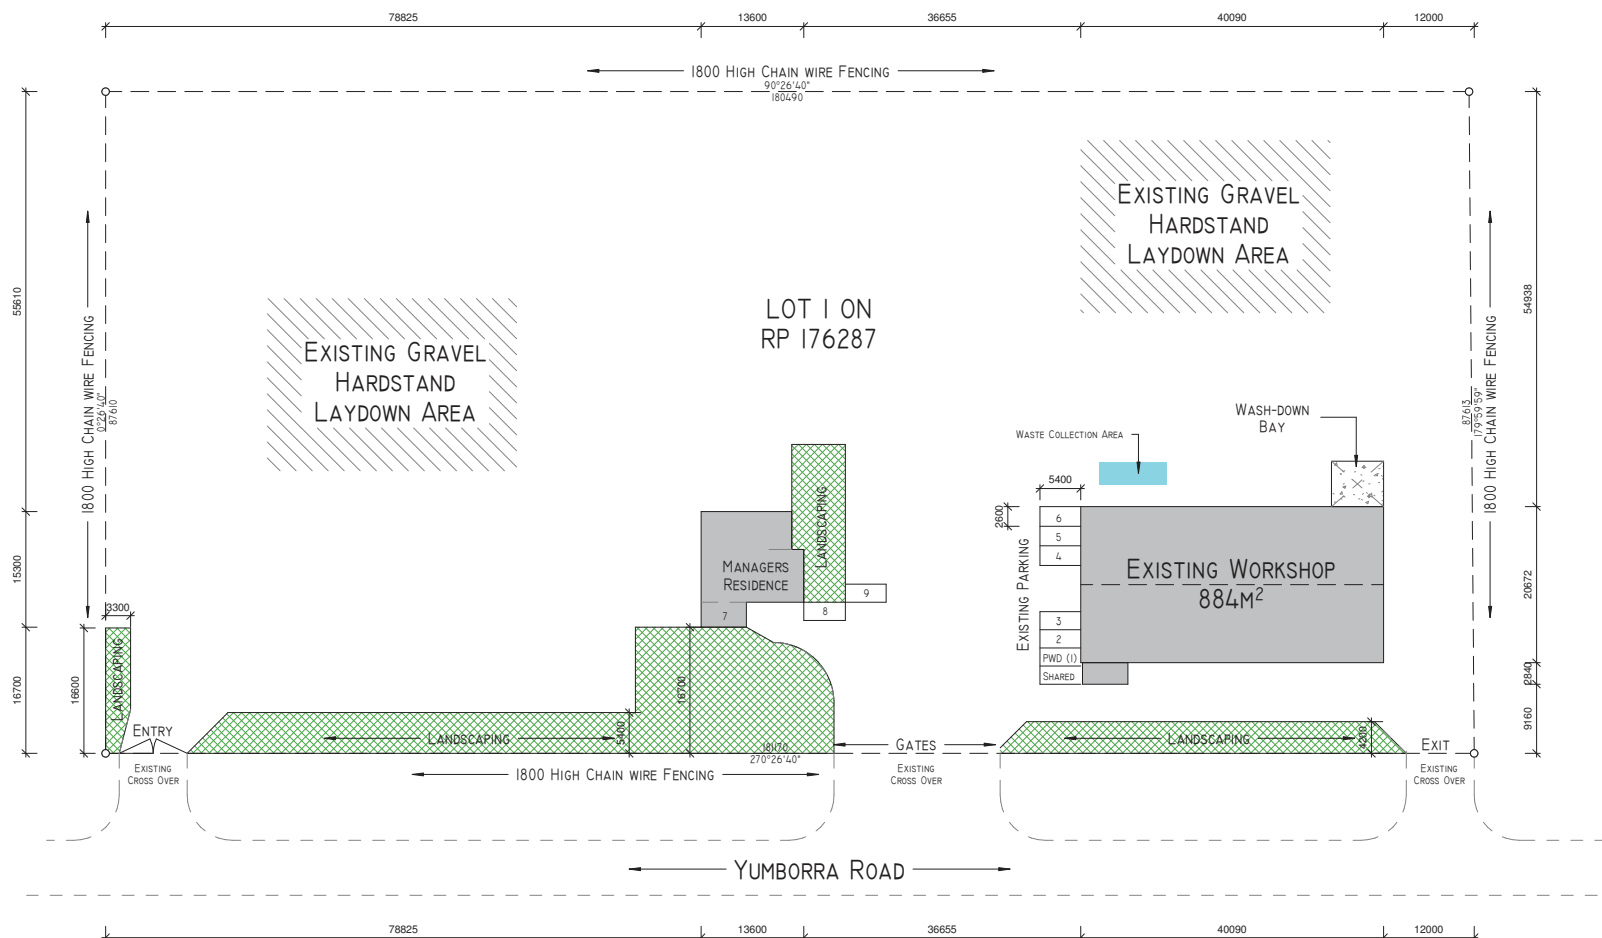 78825 13600 36655 40090 12000
1800 High Chain wire Fencing
90°26'40"
180490
Existing Gravel
Hardstand
Laydown Area
LOT 1 ON
RP 176287
Existing Gravel
Hardstand
Laydown Area
55610
1800 High Chain wire Fencing
0°26'40"
87610
54938
1800 High Chain wire Fencing
87613
179°59'59"
Wash-down
Bay
Waste Collection Area
5400
2600
6
5
4
3
2
PWD (1)
Shared
Existing Parking
Existing Workshop
884m²
20672
2840
9160
Landscaping
Managers
Residence
9
8
7
15300
16700
3300
16600
Landscaping
16700
Entry
Landscaping
5400
181170
270°26'40"
Gates
Landscaping
4200
Exit
Existing
Cross Over
1800 High Chain wire Fencing
Existing
Cross Over
Existing
Cross Over
Yumborra Road
78825 13600 36655 40090 12000